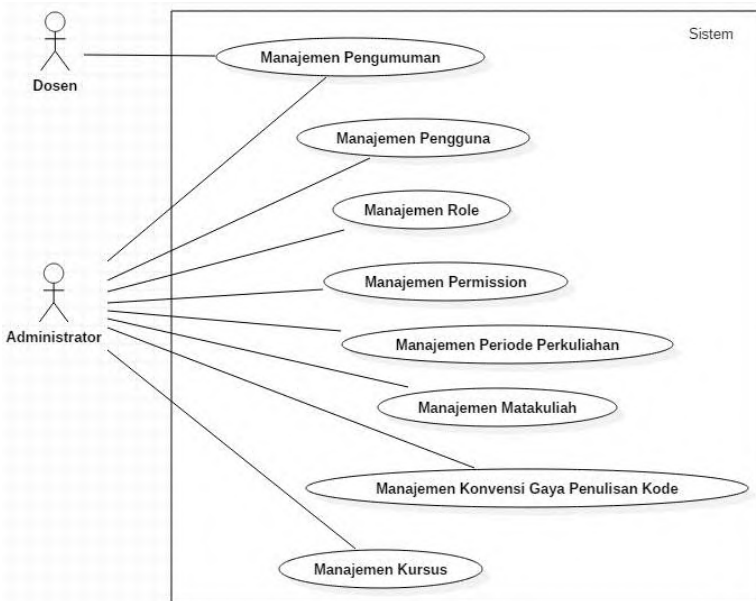 Sistem
Manajemen Pengumuman
Dosen
Manajemen Pengguna
Manajemen Role
Manajemen Permission
Administrator
Manajemen Periode Perkuliahan
Manajemen Matakuliah
Manajemen Konvensi Gaya Penulisan Kode
Manajemen Kursus